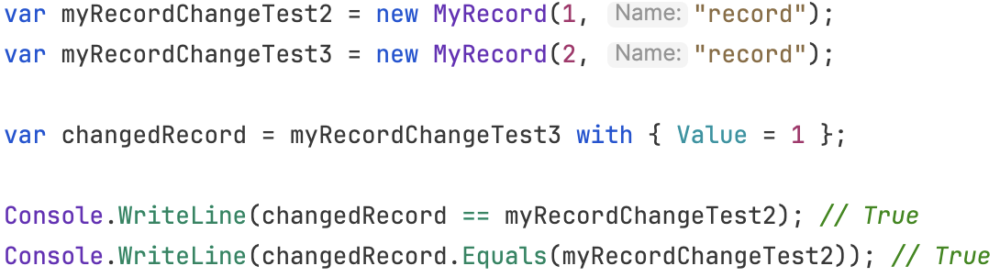 var myRecordChangeTest2 = new MyRecord(1, Name: "record");
var myRecordChangeTest3 = new MyRecord(2, Name: "record");
var changedRecord = myRecordChangeTest3 with { Value = 1 };
Console.WriteLine(changedRecord == myRecordChangeTest2); // True
Console.WriteLine(changedRecord.Equals(myRecordChangeTest2)); // True